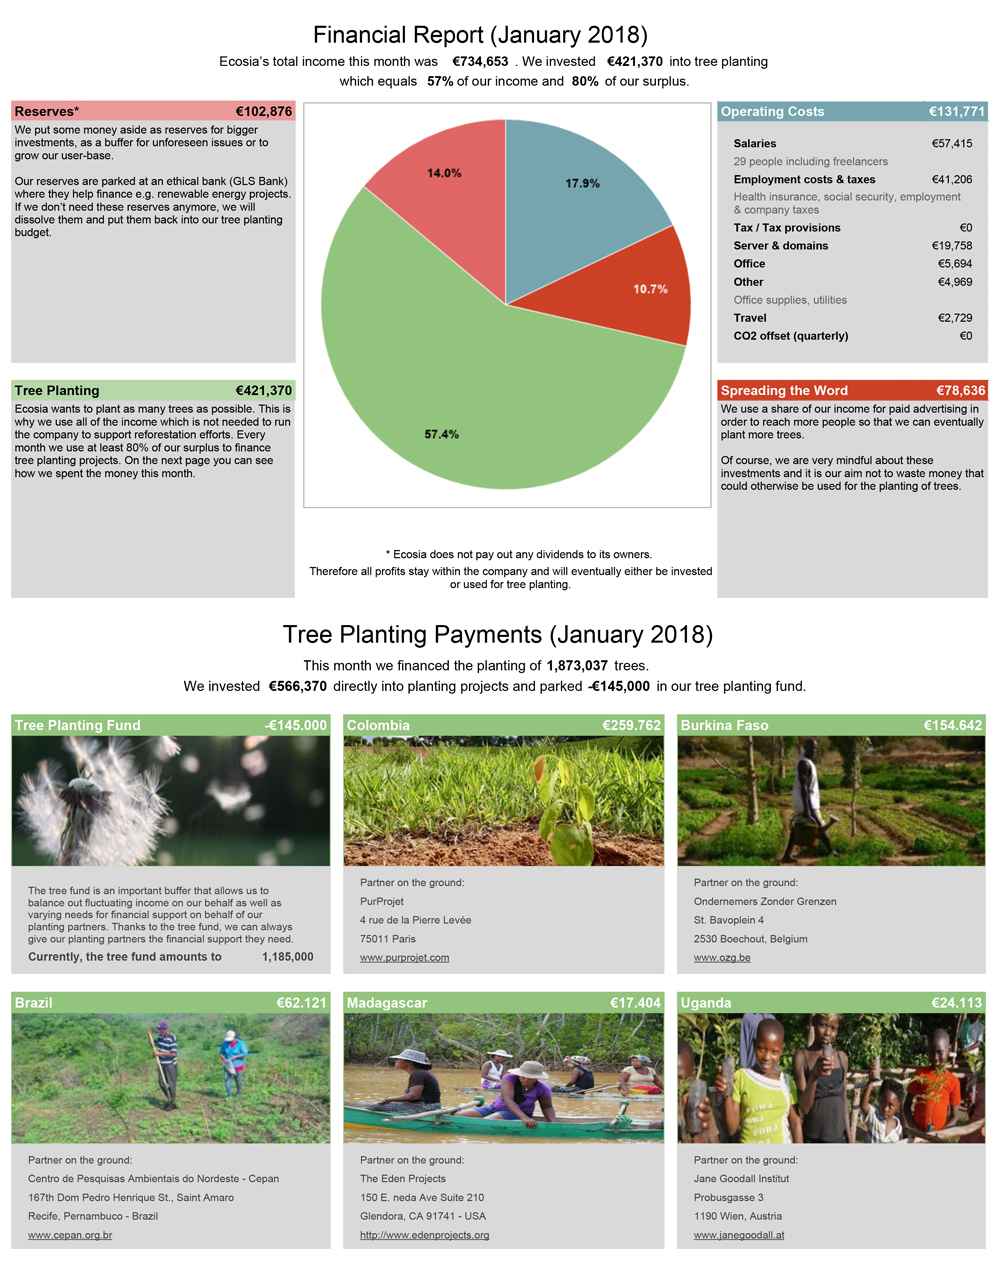 Financial Report (January 2018)
Ecosia's total income this month was €734,653 . We invested €421,370 into tree planting
which equals 57% of our income and 80% of our surplus.
Reserves* €102,876
We put some money aside as reserves for bigger
investments, as a buffer for unforeseen issues or to
grow our user-base.
Our reserves are parked at an ethical bank (GLS Bank)
where they help finance e.g. renewable energy projects.
If we don't need these reserves anymore, we will
dissolve them and put them back into our tree planting
budget.
Tree Planting €421,370
Ecosia wants to plant as many trees as possible. This is
why we use all of the income which is not needed to run
the company to support reforestation efforts. Every
month we use at least 80% of our surplus to finance
tree planting projects. On the next page you can see
how we spent the money this month.
14.0%
17.9%
10.7%
57.4%
* Ecosia does not pay out any dividends to its owners.
Therefore all profits stay within the company and will eventually either be invested
or used for tree planting.
Operating Costs €131,771
Salaries €57,415
29 people including freelancers
Employment costs & taxes €41,206
Health insurance, social security, employment
& company taxes
Tax / Tax provisions €0
Server & domains €19,758
Office €5,694
Other €4,969
Office supplies, utilities
Travel €2,729
CO2 offset (quarterly) €0
Spreading the Word €78,636
We use a share of our income for paid advertising in
order to reach more people so that we can eventually
plant more trees.
Of course, we are very mindful about these
investments and it is our aim not to waste money that
could otherwise be used for the planting of trees.
Tree Planting Payments (January 2018)
This month we financed the planting of 1,873,037 trees.
We invested €566,370 directly into planting projects and parked -€145,000 in our tree planting fund.
Tree Planting Fund -€145.000
The tree fund is an important buffer that allows us to
balance out fluctuating income on our behalf as well as
varying needs for financial support on behalf of our
planting partners. Thanks to the tree fund, we can always
give our planting partners the financial support they need.
Currently, the tree fund amounts to 1,185,000
Colombia €259.762
Partner on the ground:
PurProjet
4 rue de la Pierre Levée
75011 Paris
www.purprojet.com
Burkina Faso €154.642
Partner on the ground:
Ondernemers Zonder Grenzen
St. Bavoplein 4
2530 Boechout, Belgium
www.ozg.be
Brazil €62.121
Partner on the ground:
Centro de Pesquisas Ambientais do Nordeste - Cepan
167th Dom Pedro Henrique St., Saint Amaro
Recife, Pernambuco - Brazil
www.cepan.org.br
Madagascar €17.404
Partner on the ground:
The Eden Projects
150 E. neda Ave Suite 210
Glendora, CA 91741 - USA
http://www.edenprojects.org
Uganda €24.113
Partner on the ground:
Jane Goodall Institut
Probusgasse 3
1190 Wien, Austria
www.janegoodall.at